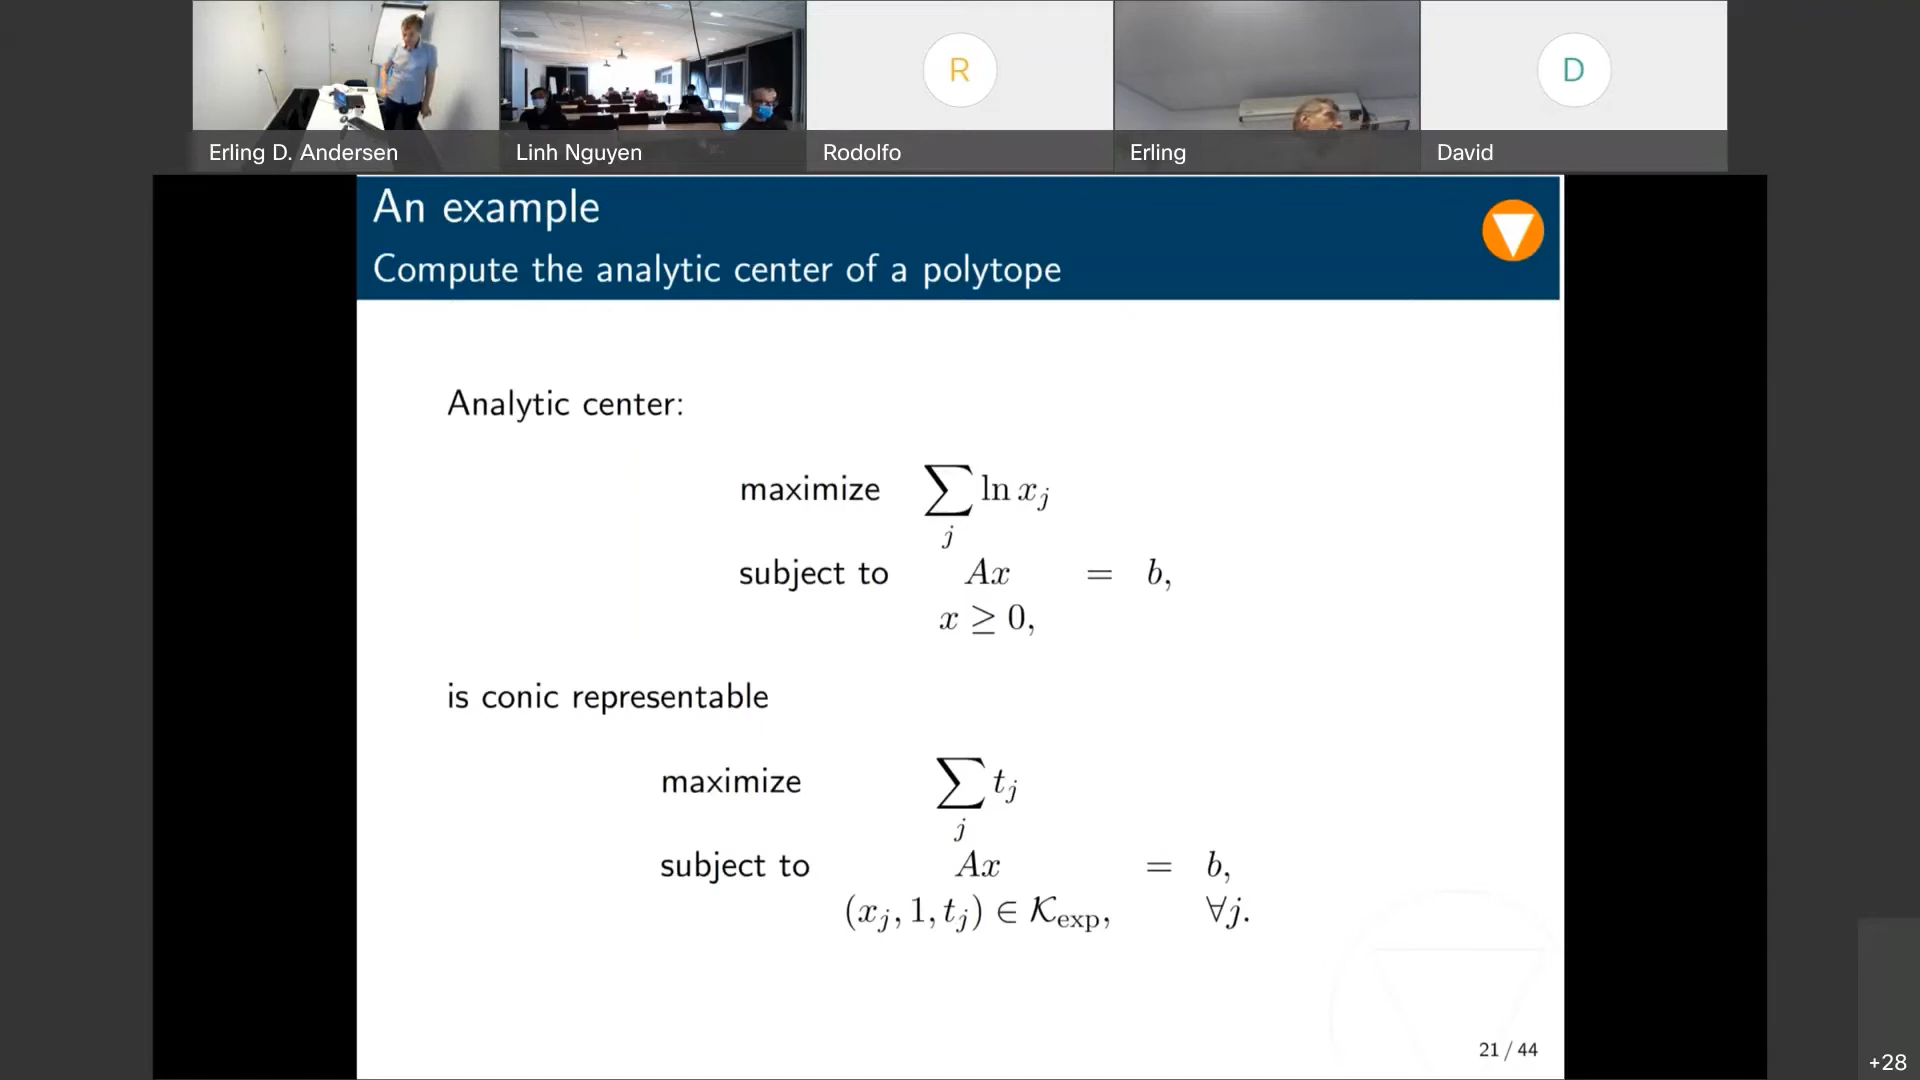 R
D
Erling D. Andersen
Linh Nguyen
Rodolfo
Erling
David
An example
Compute the analytic center of a polytope
Analytic center:
maximize ∑_j ln x_j
subject to Ax = b,
x ≥ 0,
is conic representable
maximize ∑_j t_j
subject to Ax = b,
(x_j, 1, t_j) ∈ K_exp, ∀j.
21 / 44
+28